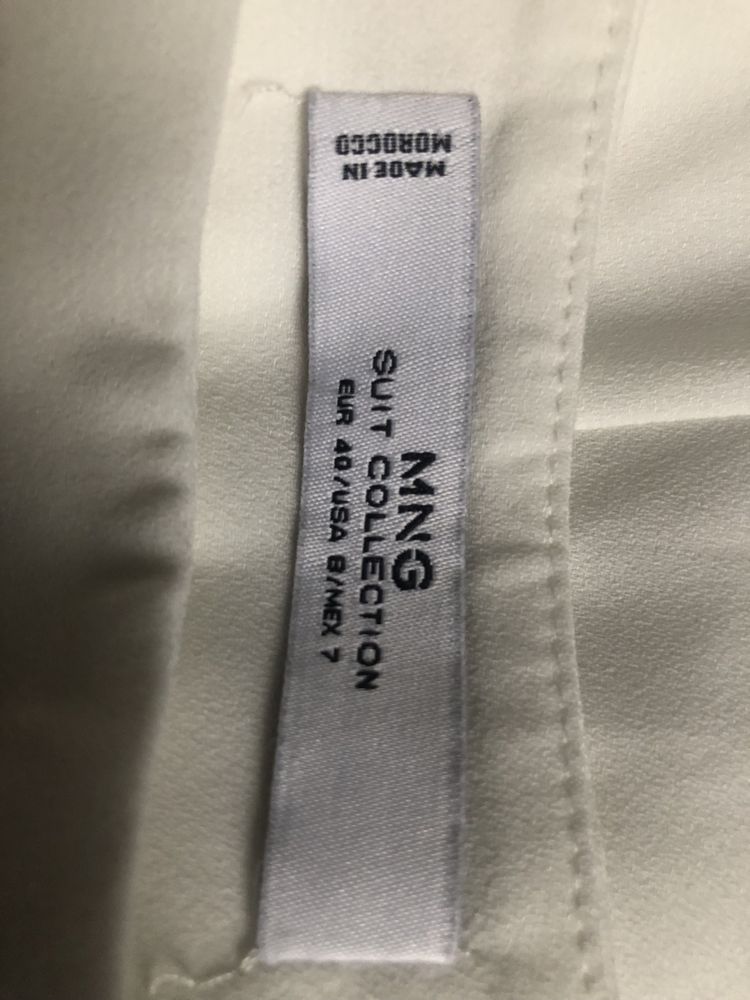 MADE IN
MOROCCO
MNG
SUIT COLLECTION
EUR 40/USA 8/MEX 7